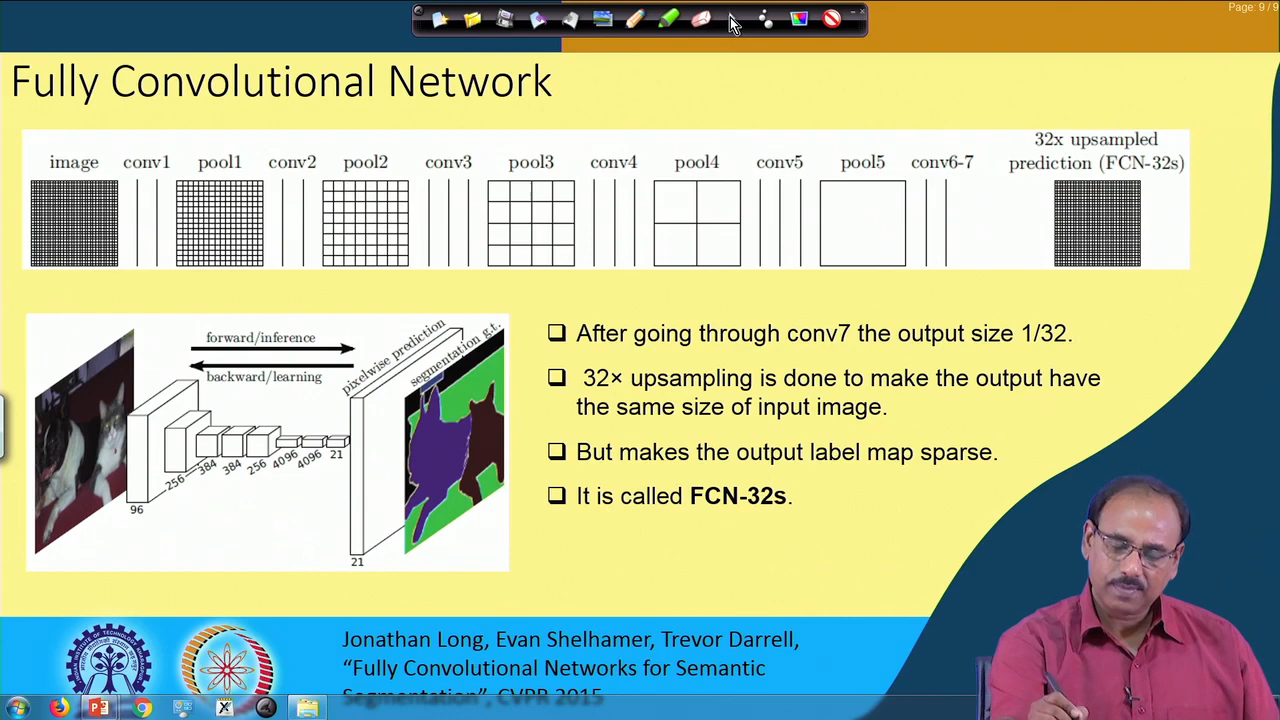 Page: 9 / 9
Fully Convolutional Network
image conv1 pool1 conv2 pool2 conv3 pool3 conv4 pool4 conv5 pool5 conv6-7
32x upsampled
prediction (FCN-32s)
forward/inference
backward/learning
pixelwise prediction
segmentation g.t.
96
256
384
384
256
4096
4096
21
21
❑ After going through conv7 the output size 1/32.
❑ 32× upsampling is done to make the output have
the same size of input image.
❑ But makes the output label map sparse.
❑ It is called FCN-32s.
Jonathan Long, Evan Shelhamer, Trevor Darrell,
“Fully Convolutional Networks for Semantic
Segmentation”, CVPR 2015